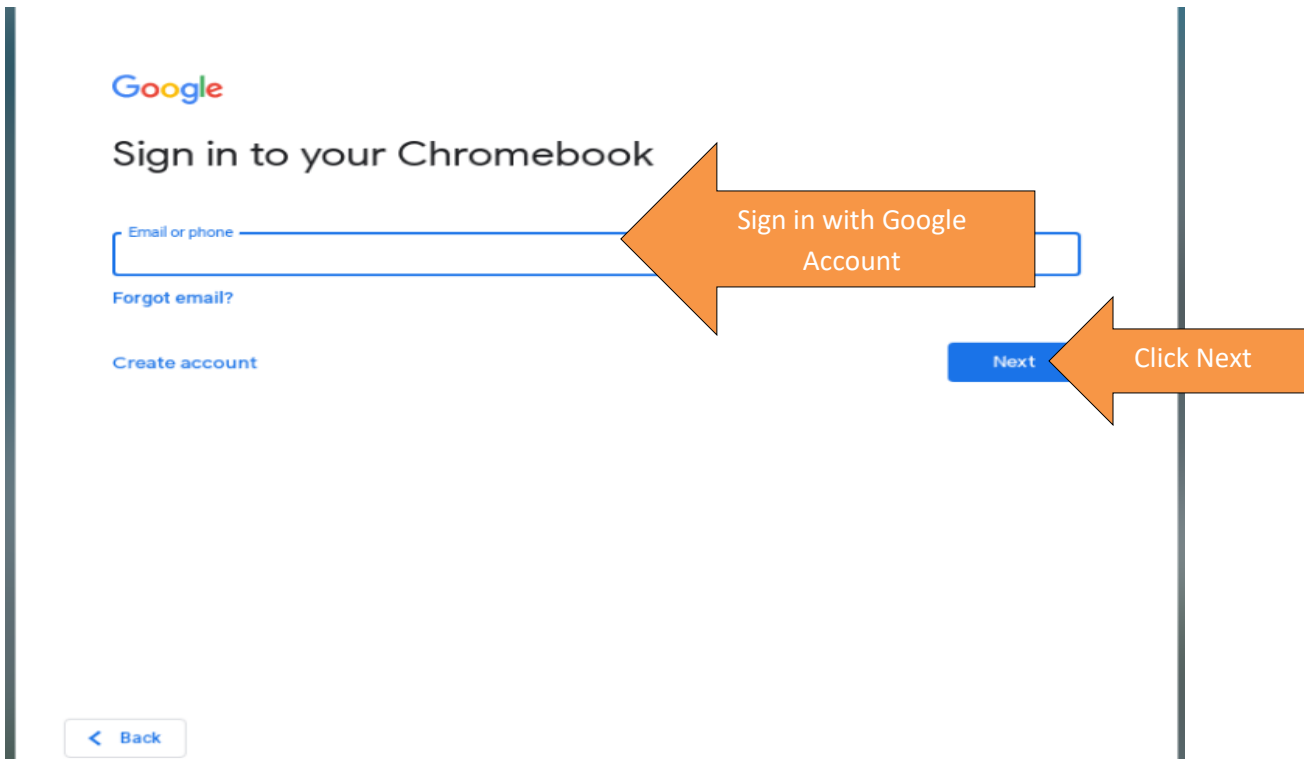 Google
Sign in to your Chromebook
Sign in with Google
Account
Email or phone
Forgot email?
Create account
Next
Click Next
Back